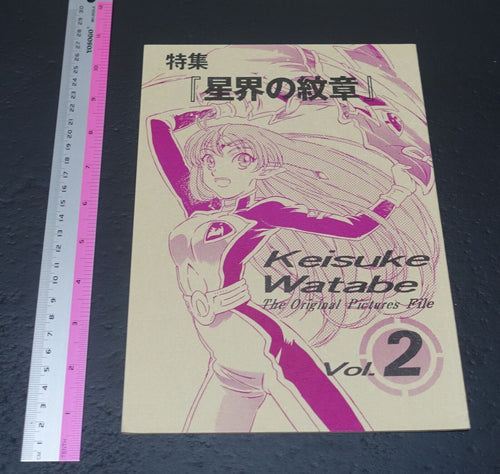 特集
『星界の紋章』
Keisuke
Watabe
The Original Pictures File
Vol. 2